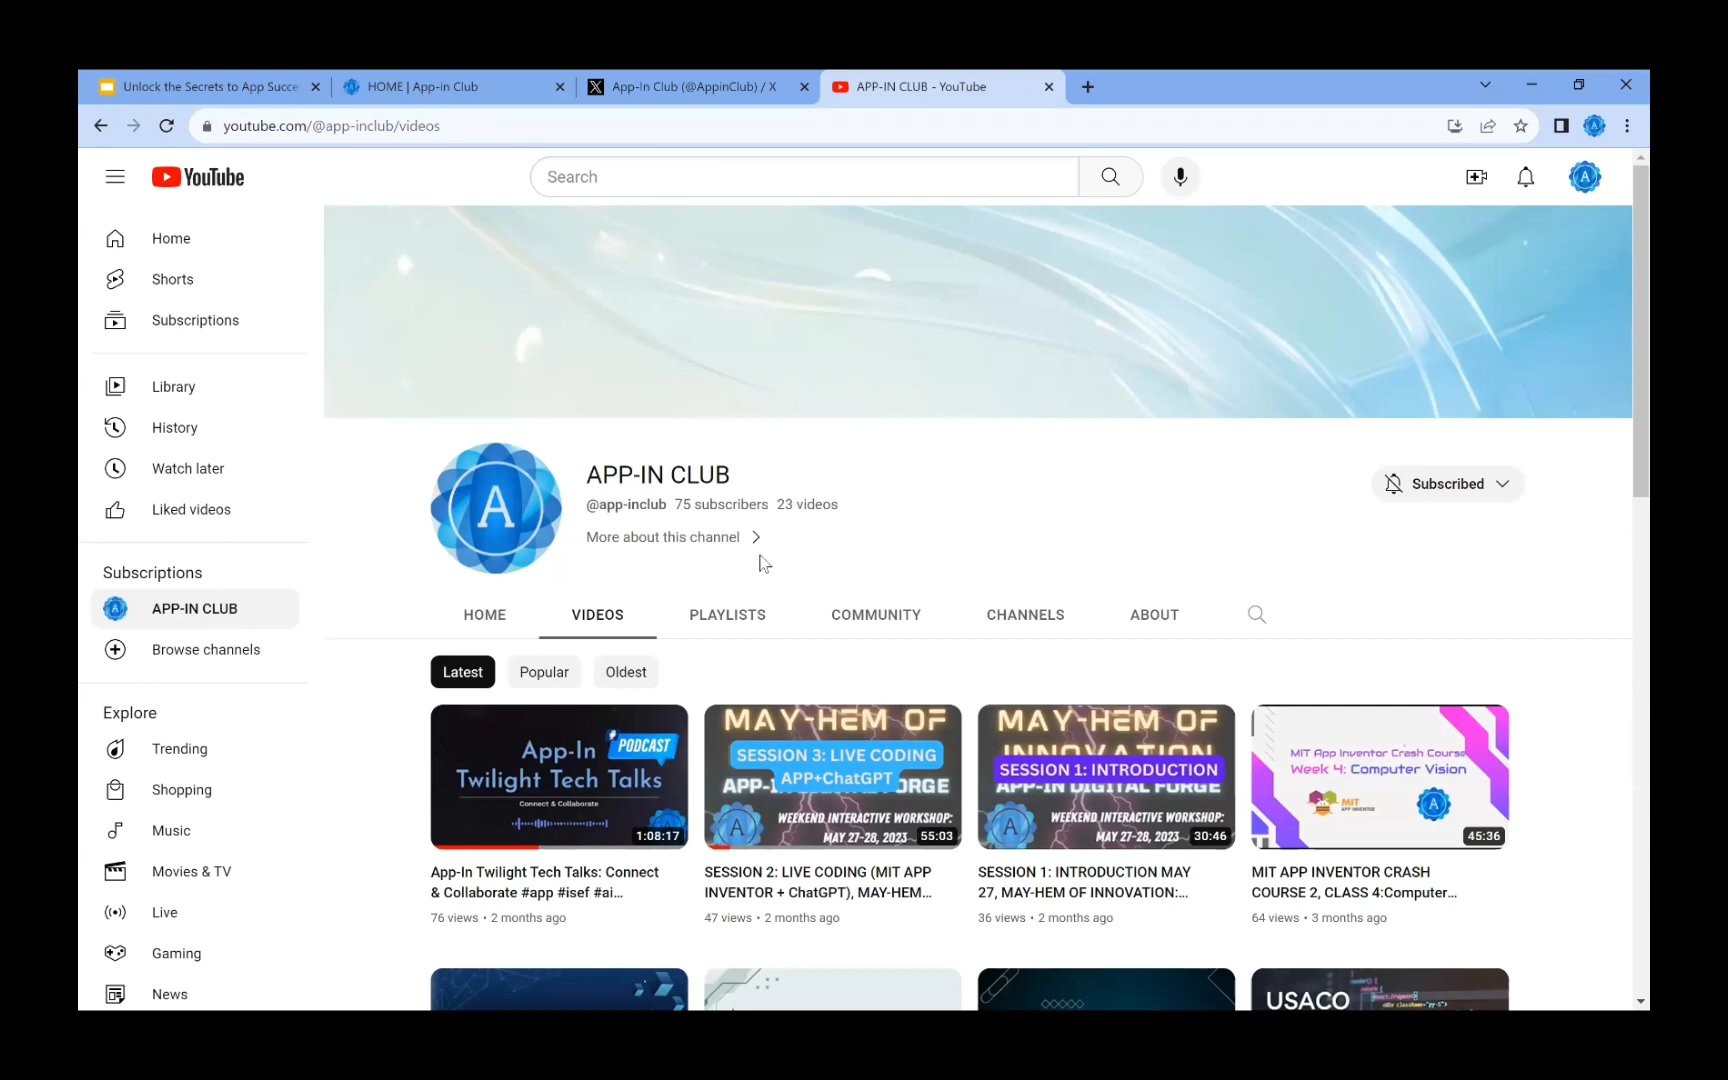 Unlock the Secrets to App Succe
HOME | App-in Club
App-In Club (@AppinClub) / X
APP-IN CLUB - YouTube
youtube.com/@app-inclub/videos
YouTube
Search
Home
Shorts
Subscriptions
Library
History
Watch later
Liked videos
Subscriptions
APP-IN CLUB
Browse channels
Explore
Trending
Shopping
Music
Movies & TV
Live
Gaming
News
A
APP-IN CLUB
@app-inclub 75 subscribers 23 videos
More about this channel
Subscribed
HOME
VIDEOS
PLAYLISTS
COMMUNITY
CHANNELS
ABOUT
Latest
Popular
Oldest
App-In PODCAST
Twilight Tech Talks
Connect & Collaborate
1:08:17
App-In Twilight Tech Talks: Connect
& Collaborate #app #isef #ai...
76 views • 2 months ago
MAY-HEM OF
SESSION 3: LIVE CODING
APP+ChatGPT
WEEKEND INTERACTIVE WORKSHOP:
MAY 27-28, 2023
55:03
SESSION 2: LIVE CODING (MIT APP
INVENTOR + ChatGPT), MAY-HEM...
47 views • 2 months ago
MAY-HEM OF
INNOVATION
SESSION 1: INTRODUCTION
APP-IN DIGITAL FORGE
WEEKEND INTERACTIVE WORKSHOP:
MAY 27-28, 2023
30:46
SESSION 1: INTRODUCTION MAY
27, MAY-HEM OF INNOVATION:...
36 views • 2 months ago
MIT App Inventor Crash Course
Week 4: Computer Vision
MIT
APP INVENTOR
45:36
MIT APP INVENTOR CRASH
COURSE 2, CLASS 4:Computer...
64 views • 3 months ago
USACO